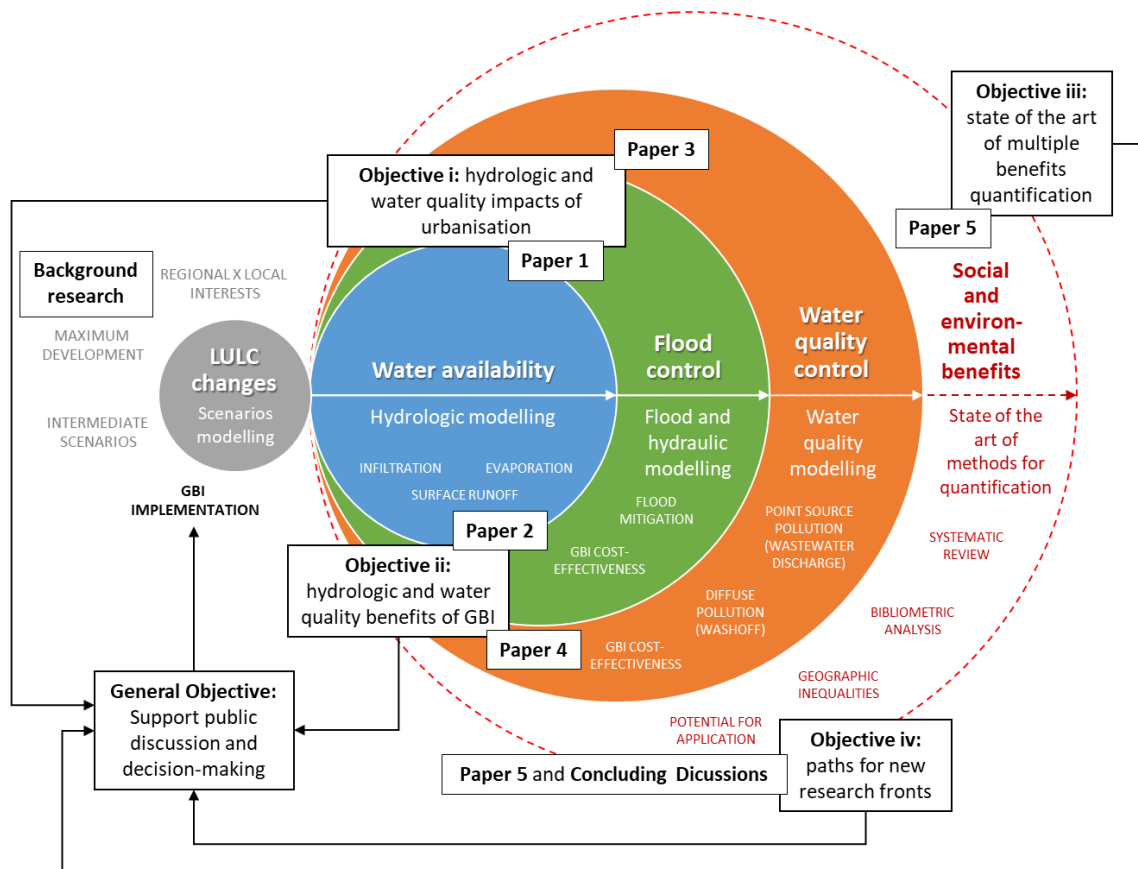 Objective iii:
state of the art
of multiple
benefits
quantification
Paper 5
Paper 3
Objective i: hydrologic and
water quality impacts of
urbanisation
Paper 1
Background
research
REGIONAL X LOCAL
INTERESTS
MAXIMUM
DEVELOPMENT
INTERMEDIATE
SCENARIOS
LULC
changes
Scenarios
modelling
GBI
IMPLEMENTATION
Water availability
Hydrologic modelling
INFILTRATION
EVAPORATION
SURFACE RUNOFF
Flood
control
Flood and
hydraulic
modelling
FLOOD
MITIGATION
GBI COST-
EFFECTIVENESS
Water
quality
control
Water
quality
modelling
POINT SOURCE
POLLUTION
(WASTEWATER
DISCHARGE)
DIFFUSE
POLLUTION
(WASHOFF)
GBI COST-
EFFECTIVENESS
Social
and
environ-
mental
benefits
State of the
art of
methods for
quantification
SYSTEMATIC
REVIEW
BIBLIOMETRIC
ANALYSIS
GEOGRAPHIC
INEQUALITIES
POTENTIAL FOR
APPLICATION
Paper 2
Objective ii:
hydrologic and water
quality benefits of GBI
Paper 4
General Objective:
Support public
discussion and
decision-making
Paper 5 and Concluding Dicussions
Objective iv:
paths for new
research fronts